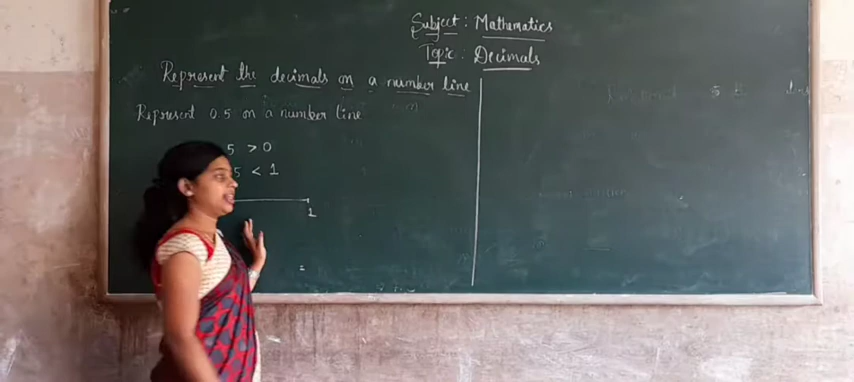 Subject : Mathematics
Topic : Decimals
Represent the decimals on a number line
Represent 0.5 on a number line
5 > 0
5 < 1
1